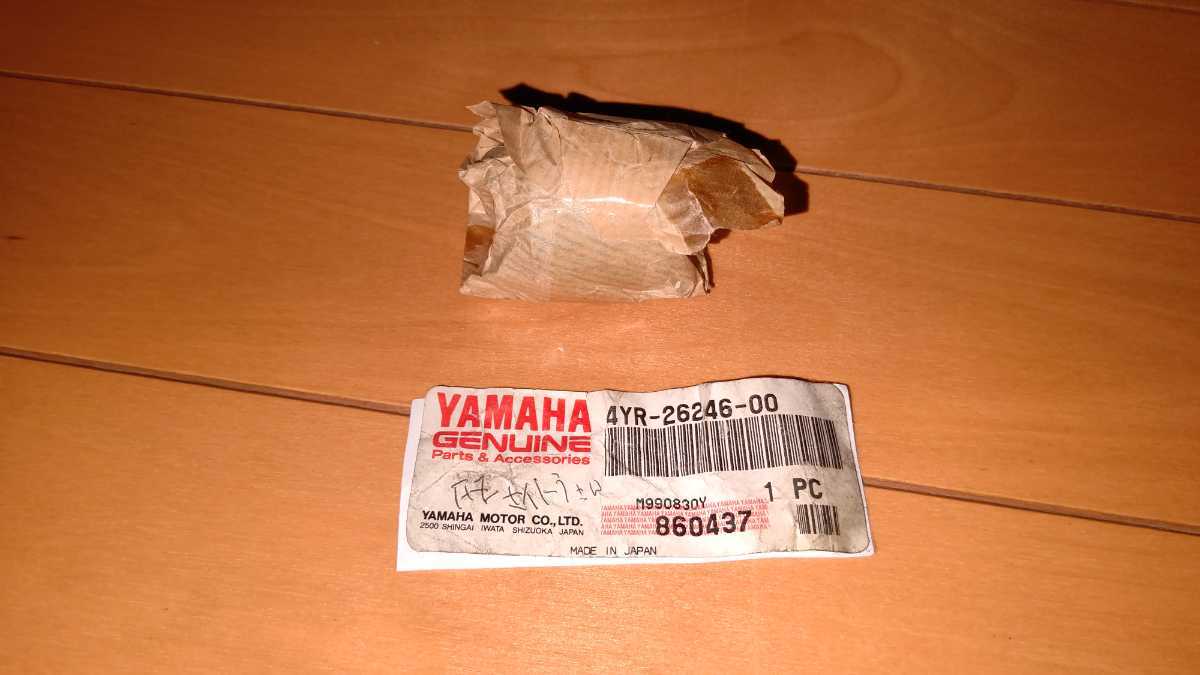 YAMAHA
GENUINE
Parts & Accessories
YAMAHA MOTOR CO., LTD.
2500 SHINGAI IWATA SHIZUOKA JAPAN
4YR-26246-00
M990830Y
1 PC
860437
MADE IN JAPAN